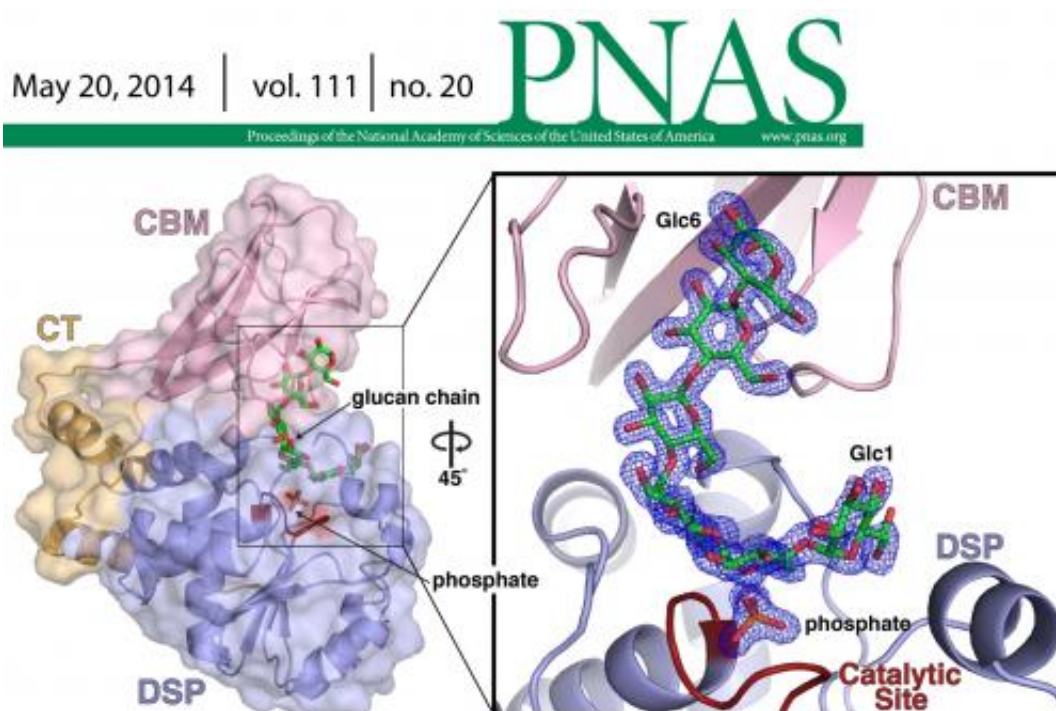 PNAS
May 20, 2014 | vol. 111 | no. 20
Proceedings of the National Academy of Sciences of the United States of America www.pnas.org
CBM
CT
glucan chain
45°
phosphate
DSP
Glc6
CBM
Glc1
DSP
phosphate
Catalytic
Site